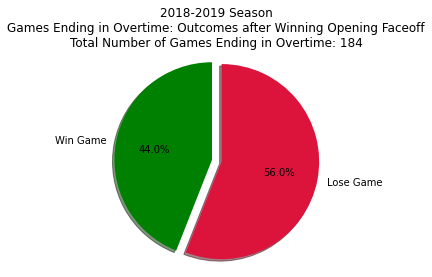 2018-2019 Season
Games Ending in Overtime: Outcomes after Winning Opening Faceoff
Total Number of Games Ending in Overtime: 184
Win Game
44.0%
56.0%
Lose Game